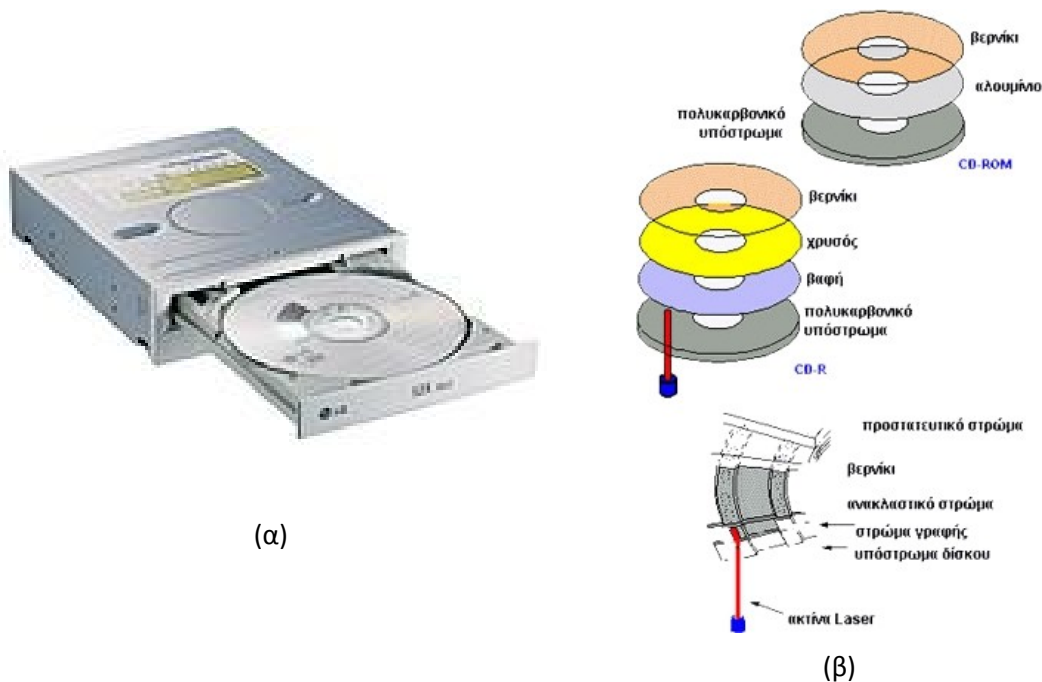 βερνίκι
αλουμίνιο
πολυκαρβονικό
υπόστρωμα
CD-ROM
βερνίκι
χρυσός
βαφή
πολυκαρβονικό
υπόστρωμα
CD-R
LG
προστατευτικό στρώμα
βερνίκι
ανακλαστικό στρώμα
στρώμα γραφής
υπόστρωμα δίσκου
ακτίνα Laser
(α)
(β)